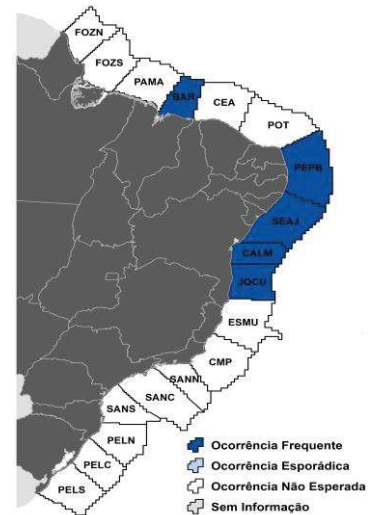 FOZN
FOZS
PAMA
BAR
CEA
POT
PEPB
SEAJ
CALM
JOCU
ESMU
CMP
SANN
SANC
SANS
PELN
PELC
PELS
Ocorrência Frequente
Ocorrência Esporádica
Ocorrência Não Esperada
Sem Informação